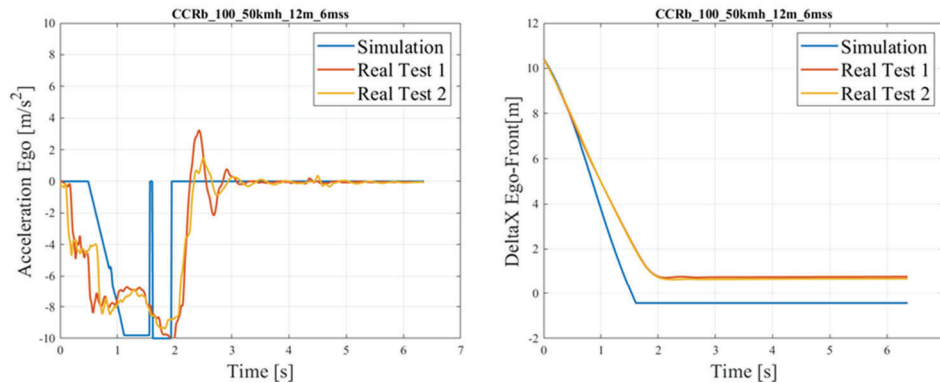 CCRb_100_50kmh_12m_6mss
Acceleration Ego [m/s²]
10
8
6
4
2
0
-2
-4
-6
-8
-10
0 1 2 3 4 5 6 7
Time [s]
Simulation
Real Test 1
Real Test 2
CCRb_100_50kmh_12m_6mss
DeltaX Ego-Front[m]
12
10
8
6
4
2
0
-2
0 1 2 3 4 5 6
Time [s]
Simulation
Real Test 1
Real Test 2